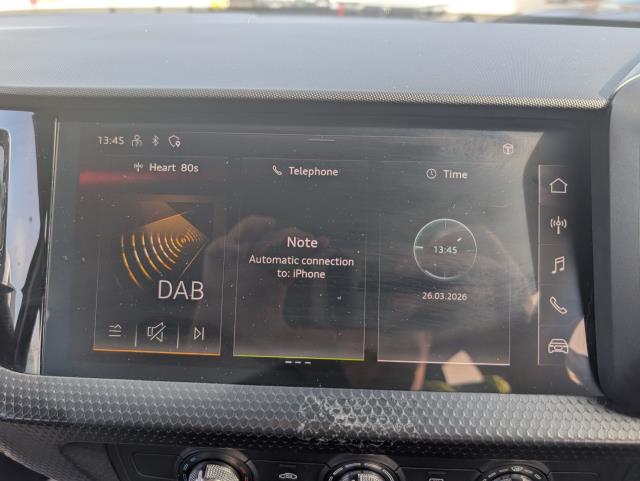 13:45
Heart 80s
Telephone
Time
Note
Automatic connection
to: iPhone
13:45
DAB
26.03.2026